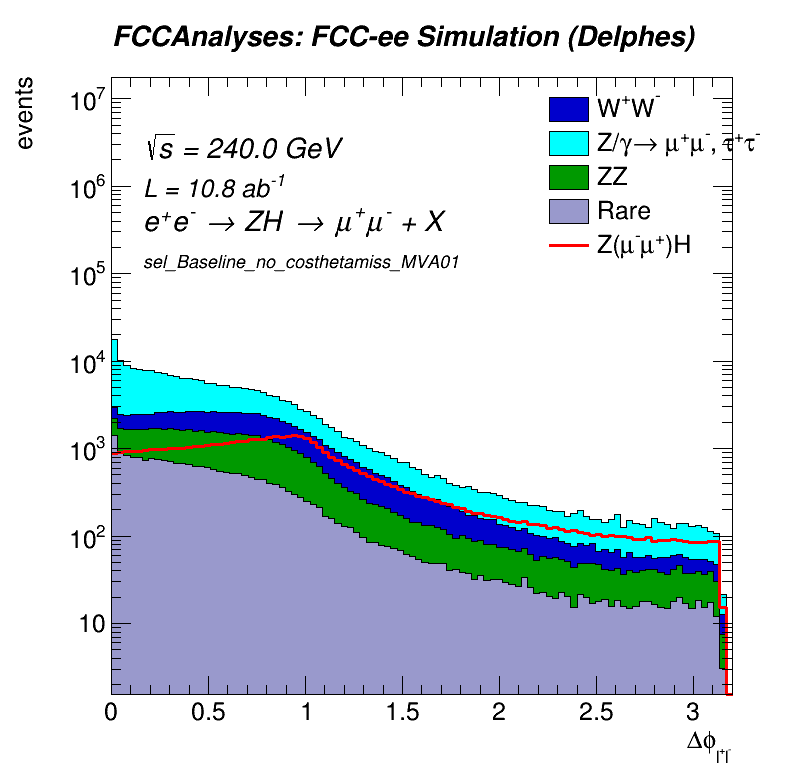 FCCAnalyses: FCC-ee Simulation (Delphes)
events
10⁷
10⁶
10⁵
10⁴
10³
10²
10
√s = 240.0 GeV
L = 10.8 ab⁻¹
e⁺e⁻ → ZH → μ⁺μ⁻ + X
sel_Baseline_no_costhetamiss_MVA01
W⁺W⁻
Z/γ→ μ⁺μ⁻, τ⁺τ⁻
ZZ
Rare
Z(μ⁻μ⁺)H
0 0.5 1 1.5 2 2.5 3
Δϕ_l⁺l⁻